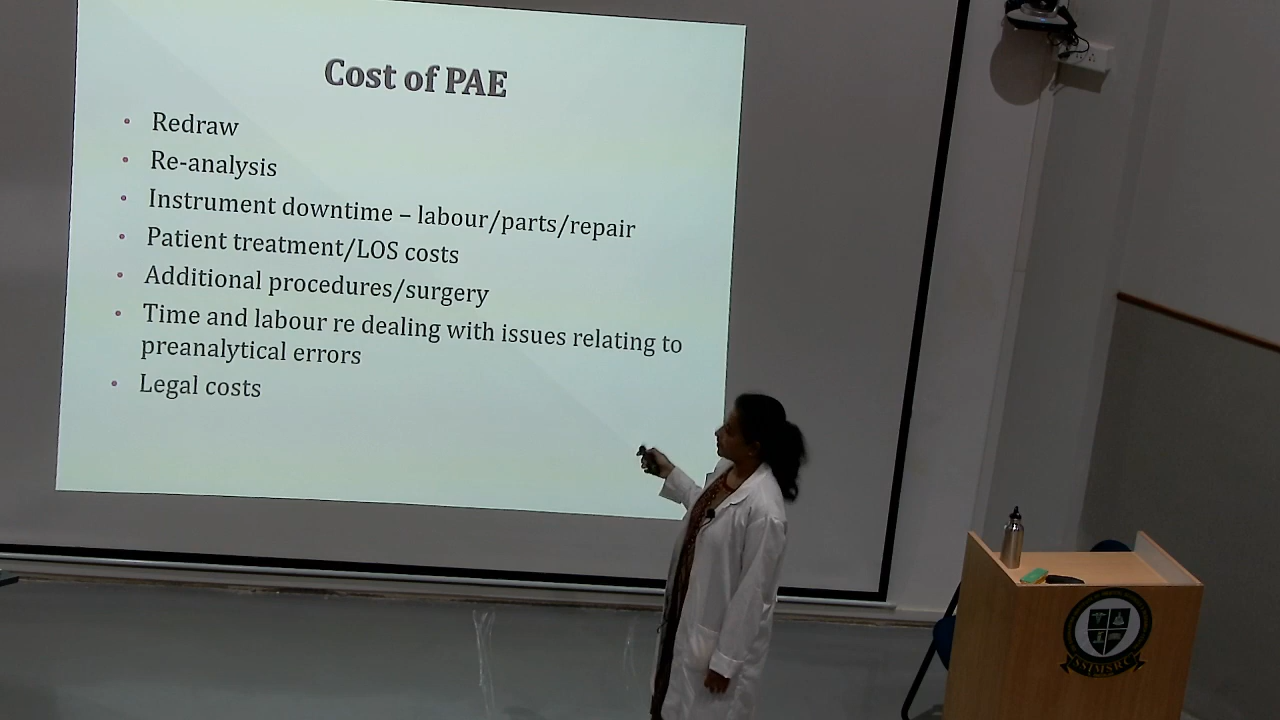 Cost of PAE
• Redraw
• Re-analysis
• Instrument downtime – labour/parts/repair
• Patient treatment/LOS costs
• Additional procedures/surgery
• Time and labour re dealing with issues relating to
preanalytical errors
• Legal costs
SSIMSRC